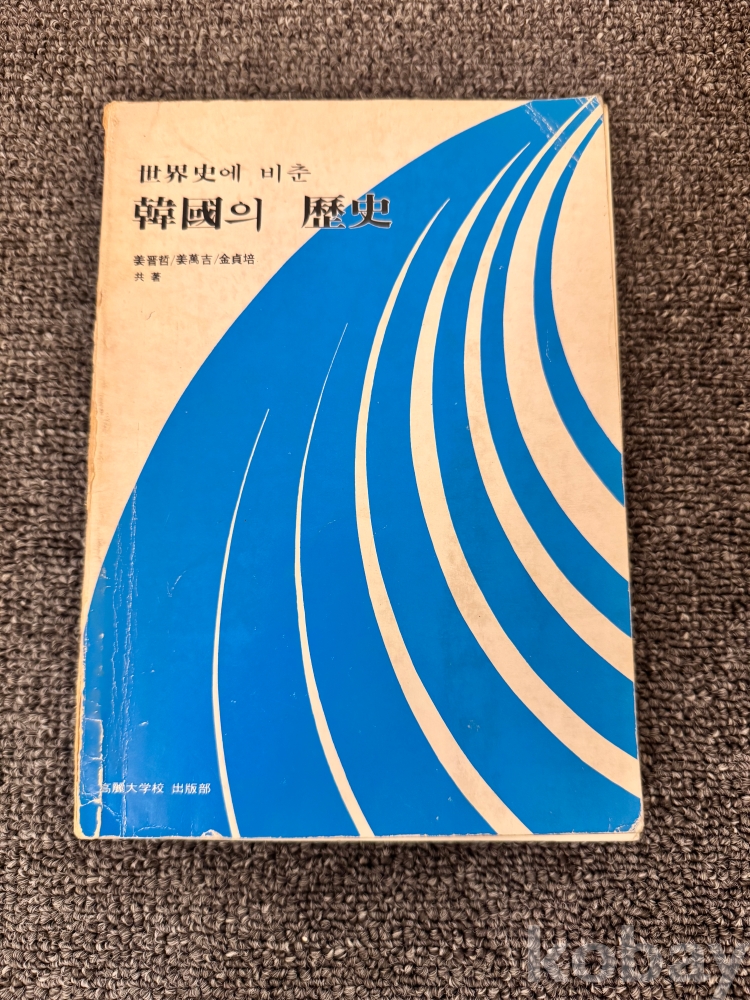 世界史에 비춘
韓國의 歷史
姜晋哲/姜萬吉/金貞培
共著
高麗大学校 出版部
kobay